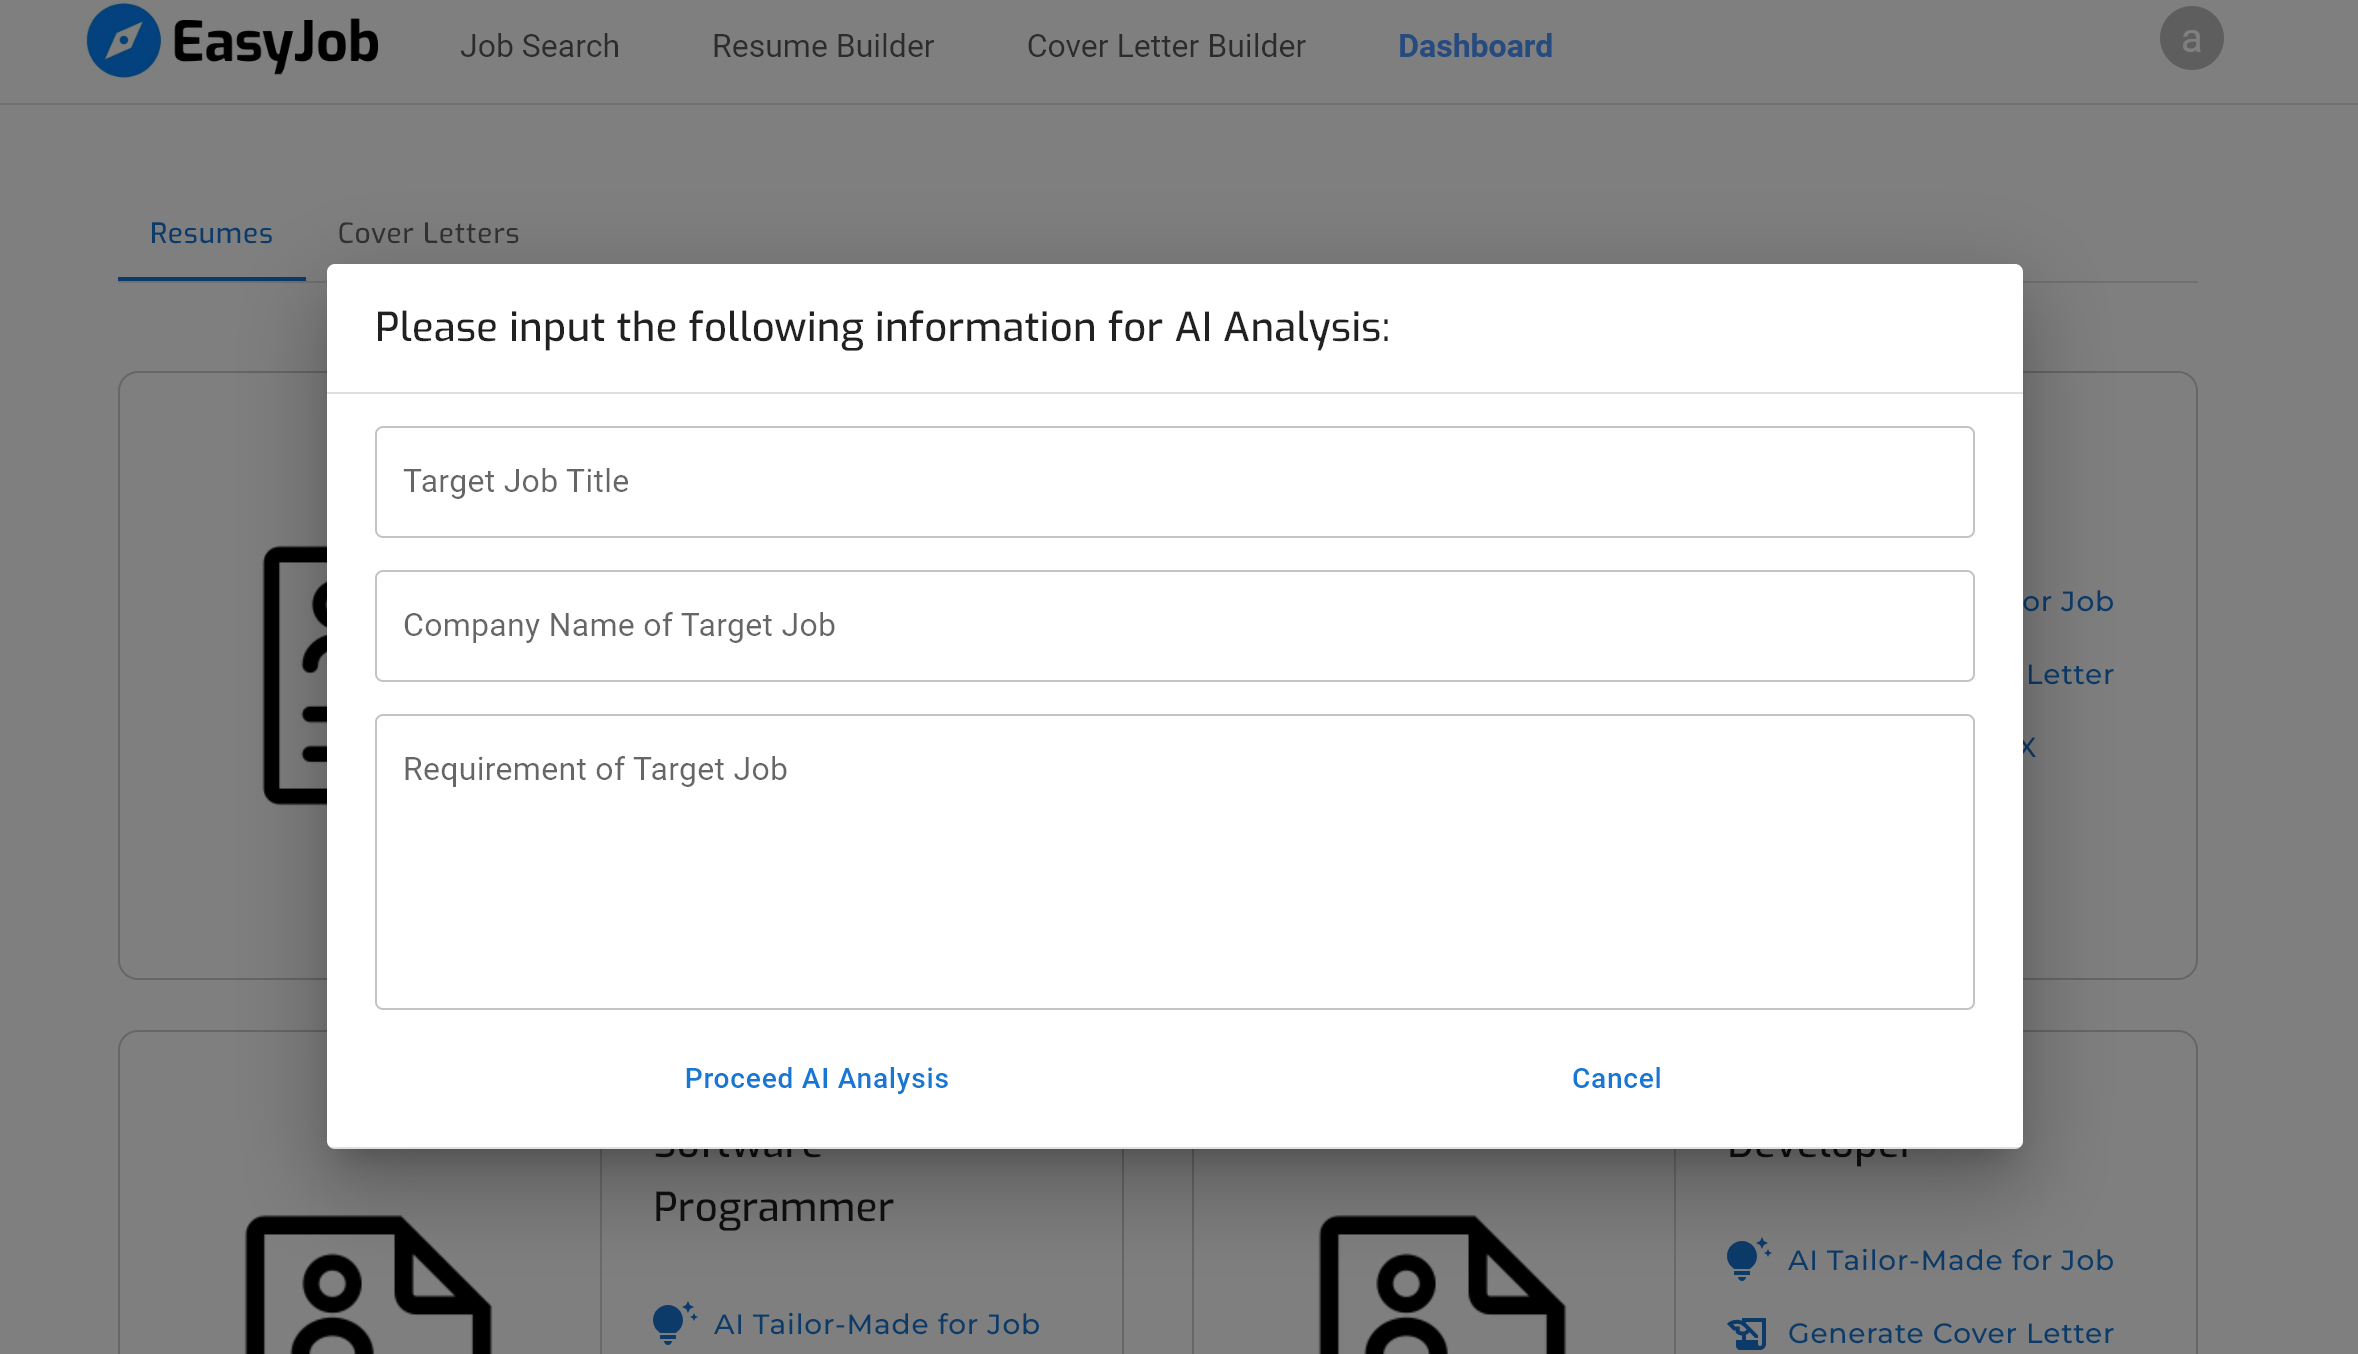 EasyJob
Job Search
Resume Builder
Cover Letter Builder
Dashboard
a
Resumes
Cover Letters
Please input the following information for AI Analysis:
Target Job Title
Company Name of Target Job
Requirement of Target Job
Proceed AI Analysis
Cancel
or Job
Letter
X
Software
Programmer
AI Tailor-Made for Job
Developer
AI Tailor-Made for Job
Generate Cover Letter